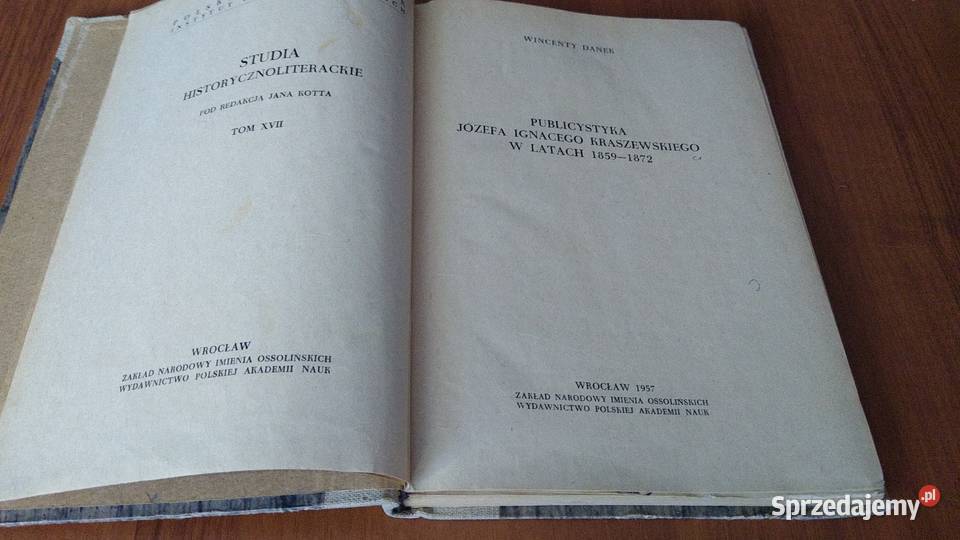 STUDIA
HISTORYCZNOLITERACKIE
POD REDAKCJĄ JANA KOTTA
TOM XVII
WROCŁAW
ZAKŁAD NARODOWY IMIENIA OSSOLIŃSKICH
WYDAWNICTWO POLSKIEJ AKADEMII NAUK
WINCENTY DANEK
PUBLICYSTYKA
JÓZEFA IGNACEGO KRASZEWSKIEGO
W LATACH 1859—1872
WROCŁAW 1957
ZAKŁAD NARODOWY IMIENIA OSSOLIŃSKICH
WYDAWNICTWO POLSKIEJ AKADEMII NAUK
Sprzedajemy.pl